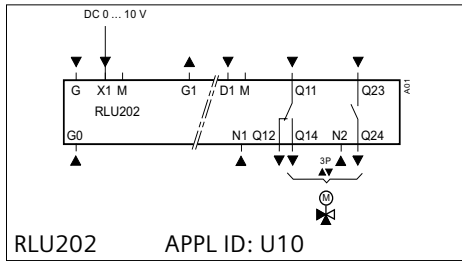 DC 0 ... 10 V
G X1 M G1 D1 M Q11 Q23
A01
RLU202
G0 N1 Q12 Q14 N2 Q24
3P
M
RLU202 APPL ID: U10